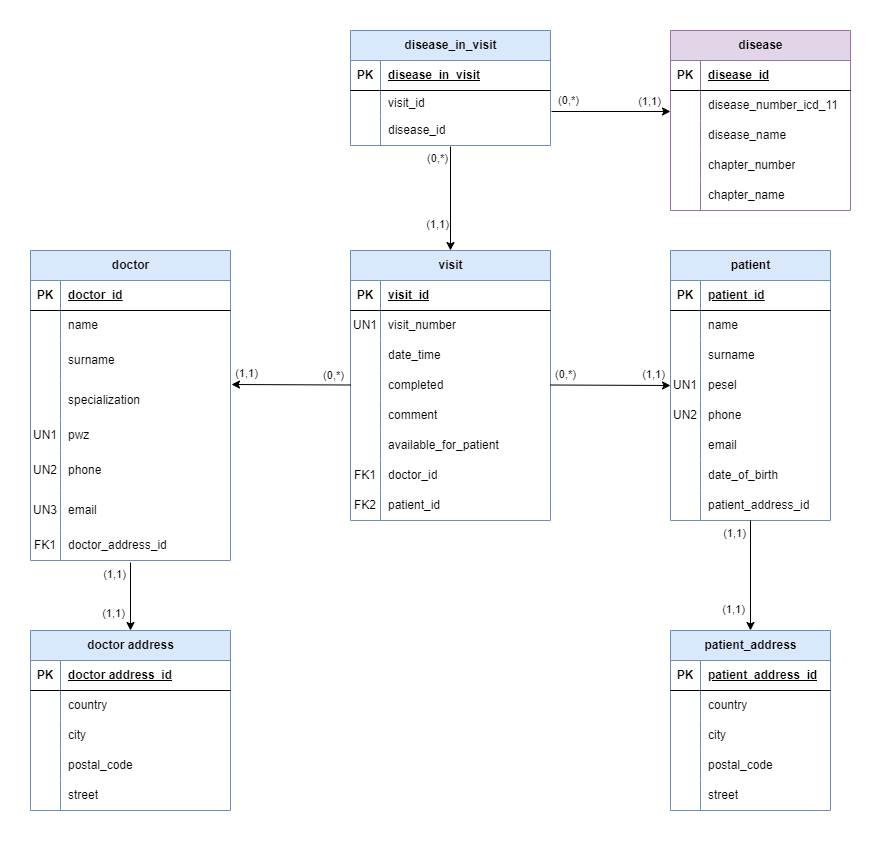 disease_in_visit
PK disease_in_visit
visit_id
disease_id
(0,*)
(1,1)
disease
PK disease_id
disease_number_icd_11
disease_name
chapter_number
chapter_name
(0,*)
(1,1)
doctor
PK doctor_id
name
surname
specialization
UN1 pwz
UN2 phone
UN3 email
FK1 doctor_address_id
(1,1)
(0,*)
visit
PK visit_id
UN1 visit_number
date_time
completed
comment
available_for_patient
FK1 doctor_id
FK2 patient_id
(0,*)
(1,1)
patient
PK patient_id
name
surname
UN1 pesel
UN2 phone
email
date_of_birth
patient_address_id
(1,1)
(1,1)
doctor address
PK doctor address_id
country
city
postal_code
street
(1,1)
(1,1)
patient_address
PK patient_address_id
country
city
postal_code
street